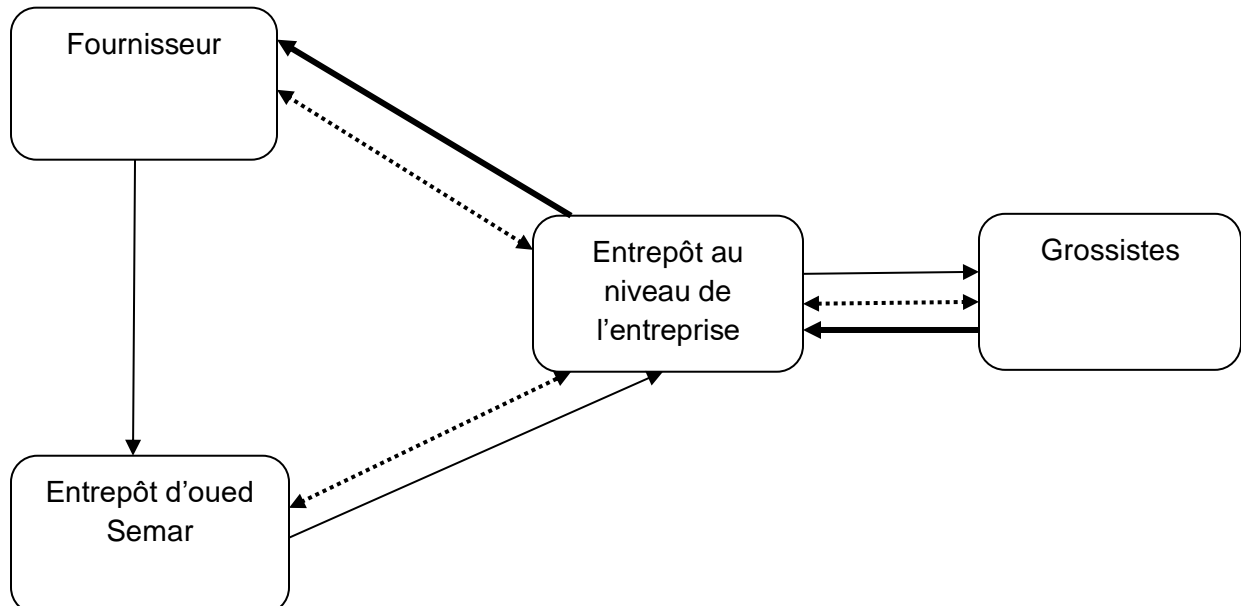 Fournisseur
Entrepôt au
niveau de
l’entreprise
Grossistes
Entrepôt d’oued
Semar